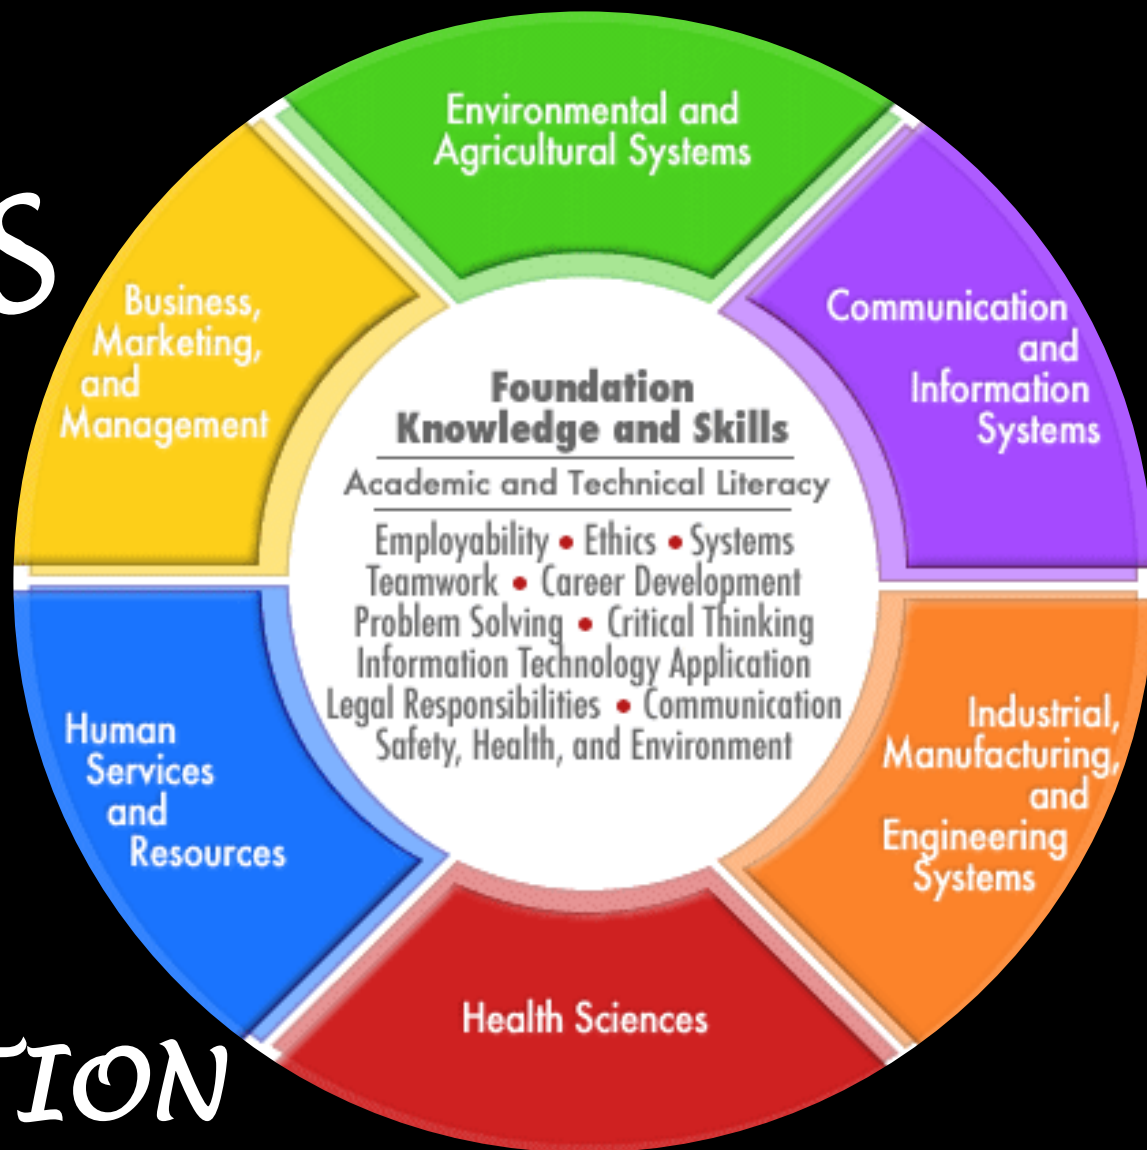 Environmental and
Agricultural Systems
Communication
and
Information
Systems
Industrial,
Manufacturing,
and
Engineering
Systems
Health Sciences
Human
Services
and
Resources
Business,
Marketing,
and
Management
Foundation
Knowledge and Skills
Academic and Technical Literacy
Employability • Ethics • Systems
Teamwork • Career Development
Problem Solving • Critical Thinking
Information Technology Application
Legal Responsibilities • Communication
Safety, Health, and Environment
S
TION